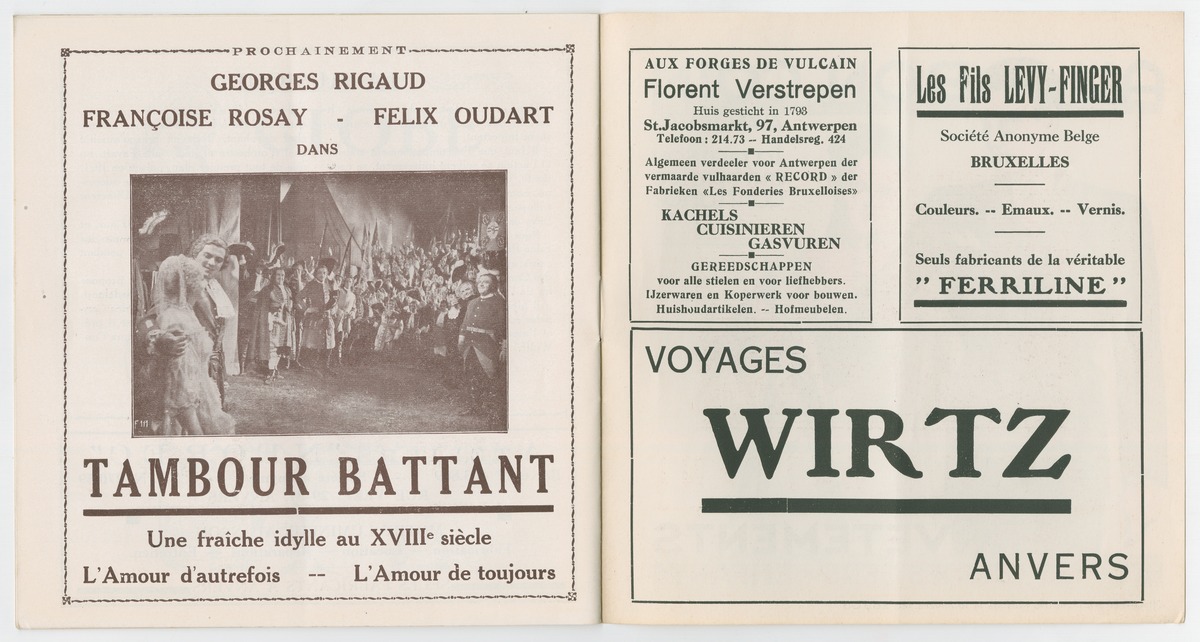 PROCHAINEMENT
GEORGES RIGAUD
FRANÇOISE ROSAY - FELIX OUDART
DANS
F 111
TAMBOUR BATTANT
Une fraîche idylle au XVIIIe siècle
L'Amour d'autrefois -- L'Amour de toujours
AUX FORGES DE VULCAIN
Florent Verstrepen
Huis gesticht in 1793
St.Jacobsmarkt, 97, Antwerpen
Telefoon : 214.73 -- Handelsreg. 424
Algemeen verdeeler voor Antwerpen der
vermaarde vulhaarden « RECORD » der
Fabrieken «Les Fonderies Bruxelloises»
KACHELS
CUISINIEREN
GASVUREN
GEREEDSCHAPPEN
voor alle stielen en voor liefhebbers.
IJzerwaren en Koperwerk voor bouwen.
Huishoudartikelen. -- Hofmeubelen.
Les Fils LEVY-FINGER
Société Anonyme Belge
BRUXELLES
Couleurs. -- Emaux. -- Vernis.
Seuls fabricants de la véritable
" FERRILINE "
VOYAGES
WIRTZ
ANVERS